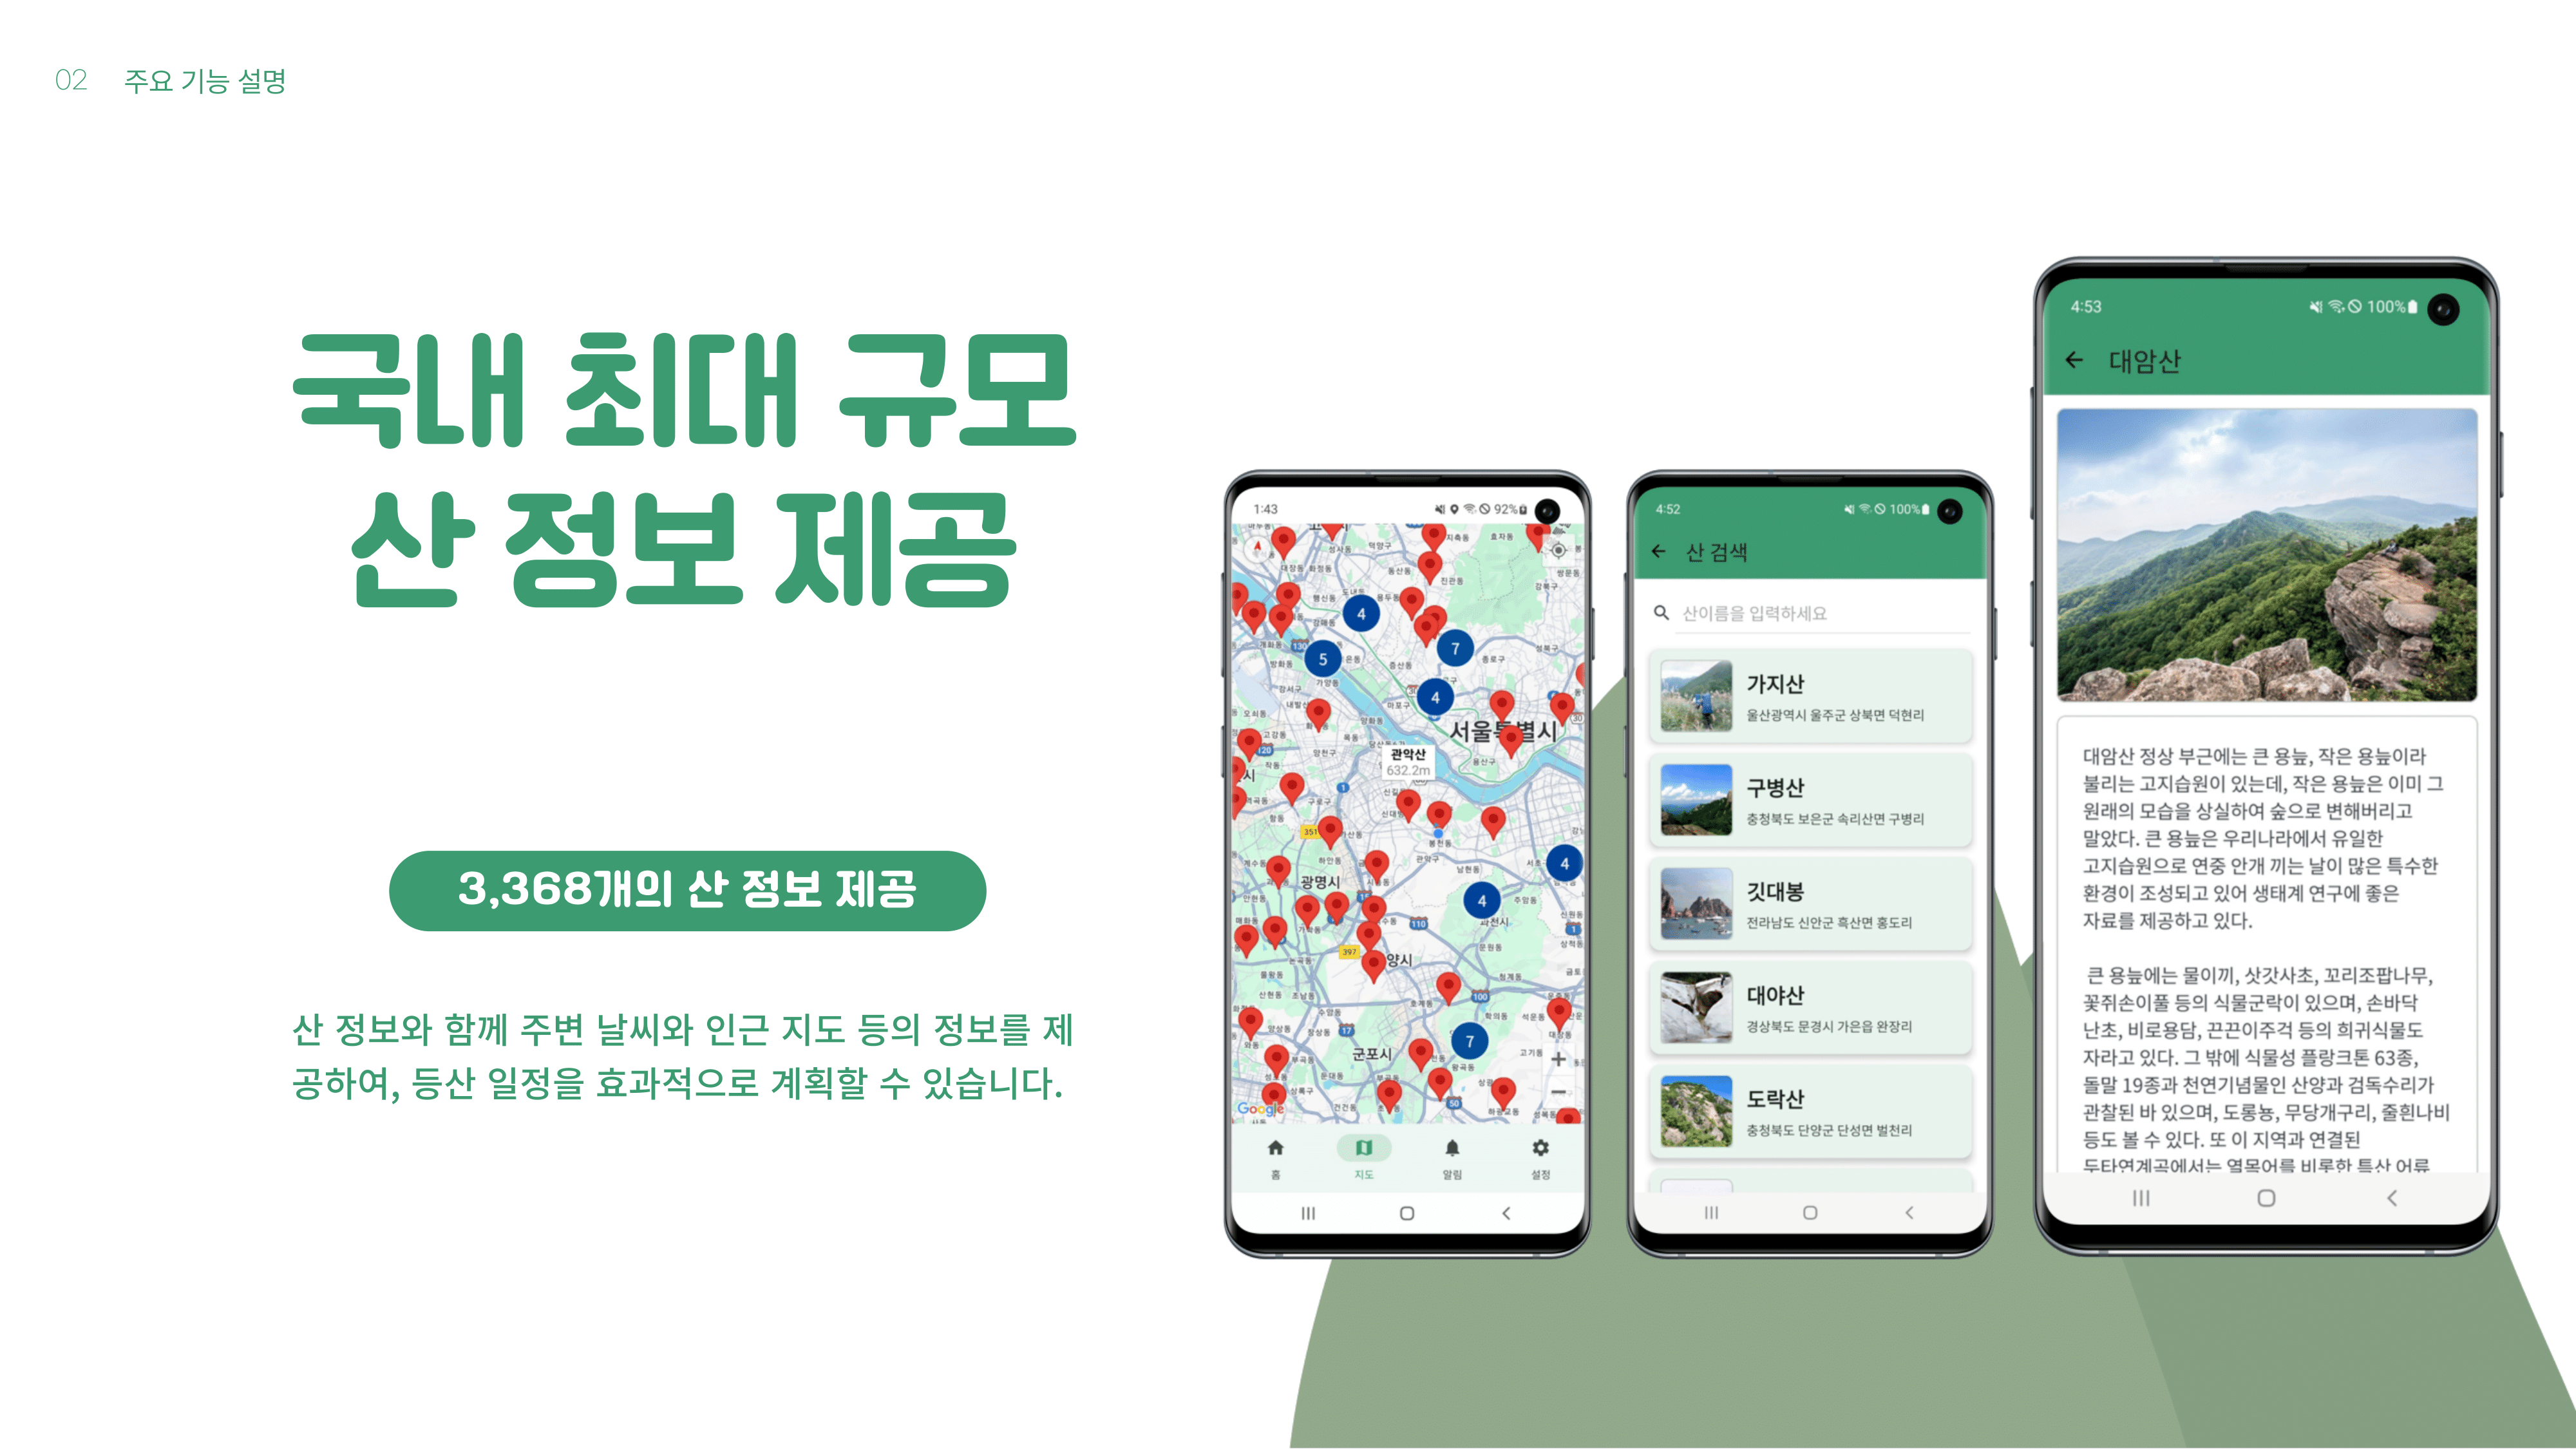 02 주요 기능 설명
국내 최대 규모
산 정보 제공
3,368개의 산 정보 제공
산 정보와 함께 주변 날씨와 인근 지도 등의 정보를 제
공하여, 등산 일정을 효과적으로 계획할 수 있습니다.
1:43
92%
서울특별시
관악산
632.2m
광명시
군포시
4
5
7
4
4
4
7
Google
홈 지도 알림 설정
4:52
100%
산 검색
산이름을 입력하세요
가지산
울산광역시 울주군 상북면 덕현리
구병산
충청북도 보은군 속리산면 구병리
깃대봉
전라남도 신안군 흑산면 홍도리
대야산
경상북도 문경시 가은읍 완장리
도락산
충청북도 단양군 단성면 벌천리
4:53
100%
대암산
대암산 정상 부근에는 큰 용늪, 작은 용늪이라
불리는 고지습원이 있는데, 작은 용늪은 이미 그
원래의 모습을 상실하여 숲으로 변해버리고
말았다. 큰 용늪은 우리나라에서 유일한
고지습원으로 연중 안개 끼는 날이 많은 특수한
환경이 조성되고 있어 생태계 연구에 좋은
자료를 제공하고 있다.
큰 용늪에는 물이끼, 삿갓사초, 꼬리조팝나무,
꽃쥐손이풀 등의 식물군락이 있으며, 손바닥
난초, 비로용담, 끈끈이주걱 등의 희귀식물도
자라고 있다. 그 밖에 식물성 플랑크톤 63종,
돌말 19종과 천연기념물인 산양과 검독수리가
관찰된 바 있으며, 도롱뇽, 무당개구리, 줄흰나비
등도 볼 수 있다. 또 이 지역과 연결된
두타연계곡에서는 열목어를 비롯한 특산 어류